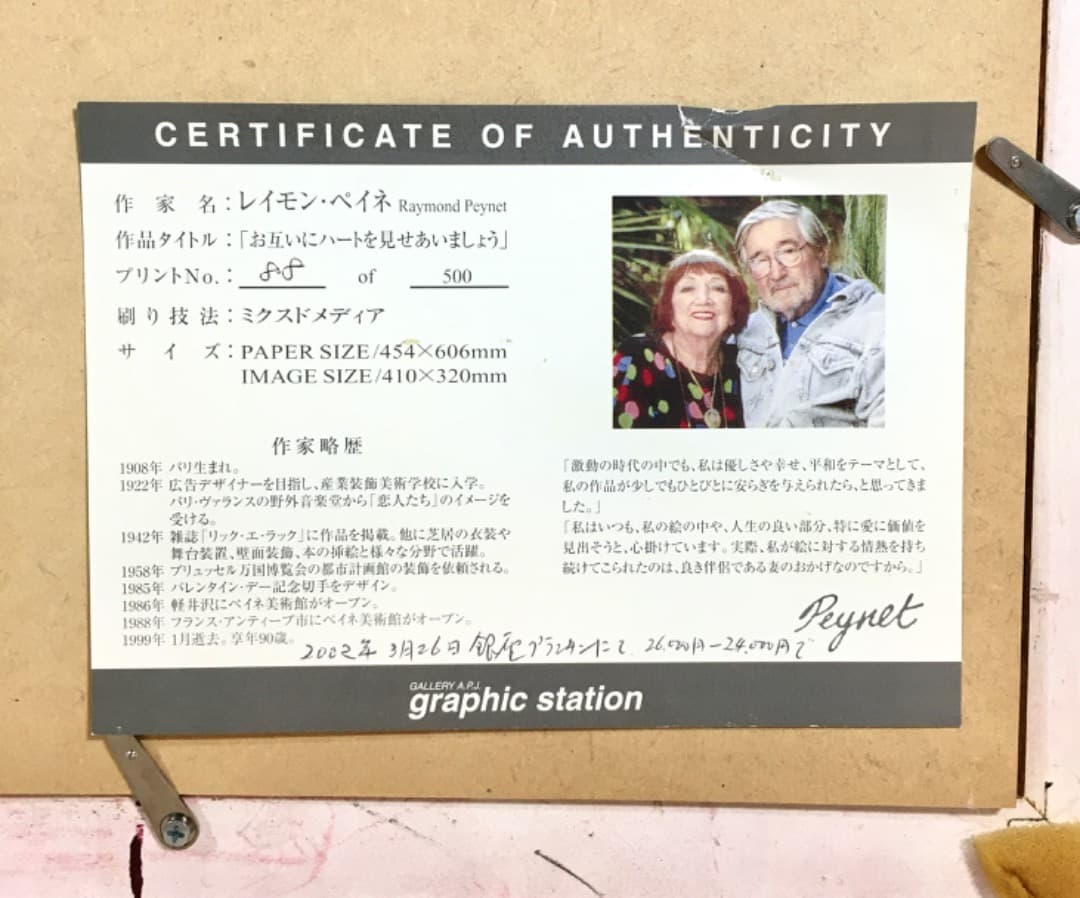 CERTIFICATE OF AUTHENTICITY
作家名：レイモン・ペイネ Raymond Peynet
作品タイトル：「お互いにハートを見せあいましょう」
プリントNo.： 88 of 500
刷り技法：ミクスドメディア
サイズ：PAPER SIZE/454×606mm
IMAGE SIZE/410×320mm
作家略歴
1908年 パリ生まれ。
1922年 広告デザイナーを目指し、産業装飾美術学校に入学。
パリ・ヴァランスの野外音楽堂から「恋人たち」のイメージを
受ける。
1942年 雑誌「リック・エ・ラック」に作品を掲載。他に芝居の衣装や
舞台装置、壁面装飾、本の挿絵と様々な分野で活躍。
1958年 ブリュッセル万国博覧会の都市計画館の装飾を依頼される。
1985年 バレンタイン・デー記念切手をデザイン。
1986年 軽井沢にペイネ美術館がオープン。
1988年 フランス・アンティーブ市にペイネ美術館がオープン。
1999年 1月逝去。享年90歳。
「激動の時代の中でも、私は優しさや幸せ、平和をテーマとして、
私の作品が少しでもひとびとに安らぎを与えられたら、と思ってきま
した。」
「私はいつも、私の絵の中や、人生の良い部分、特に愛に価値を
見出そうと、心掛けています。実際、私が絵に対する情熱を持ち
続けてこられたのは、良き伴侶である妻のおかげなのですから。」
Peynet
2002年 3月26日 銀座プランタンにて 26,000円-24,000円で
GALLERY A.P.J.
graphic station